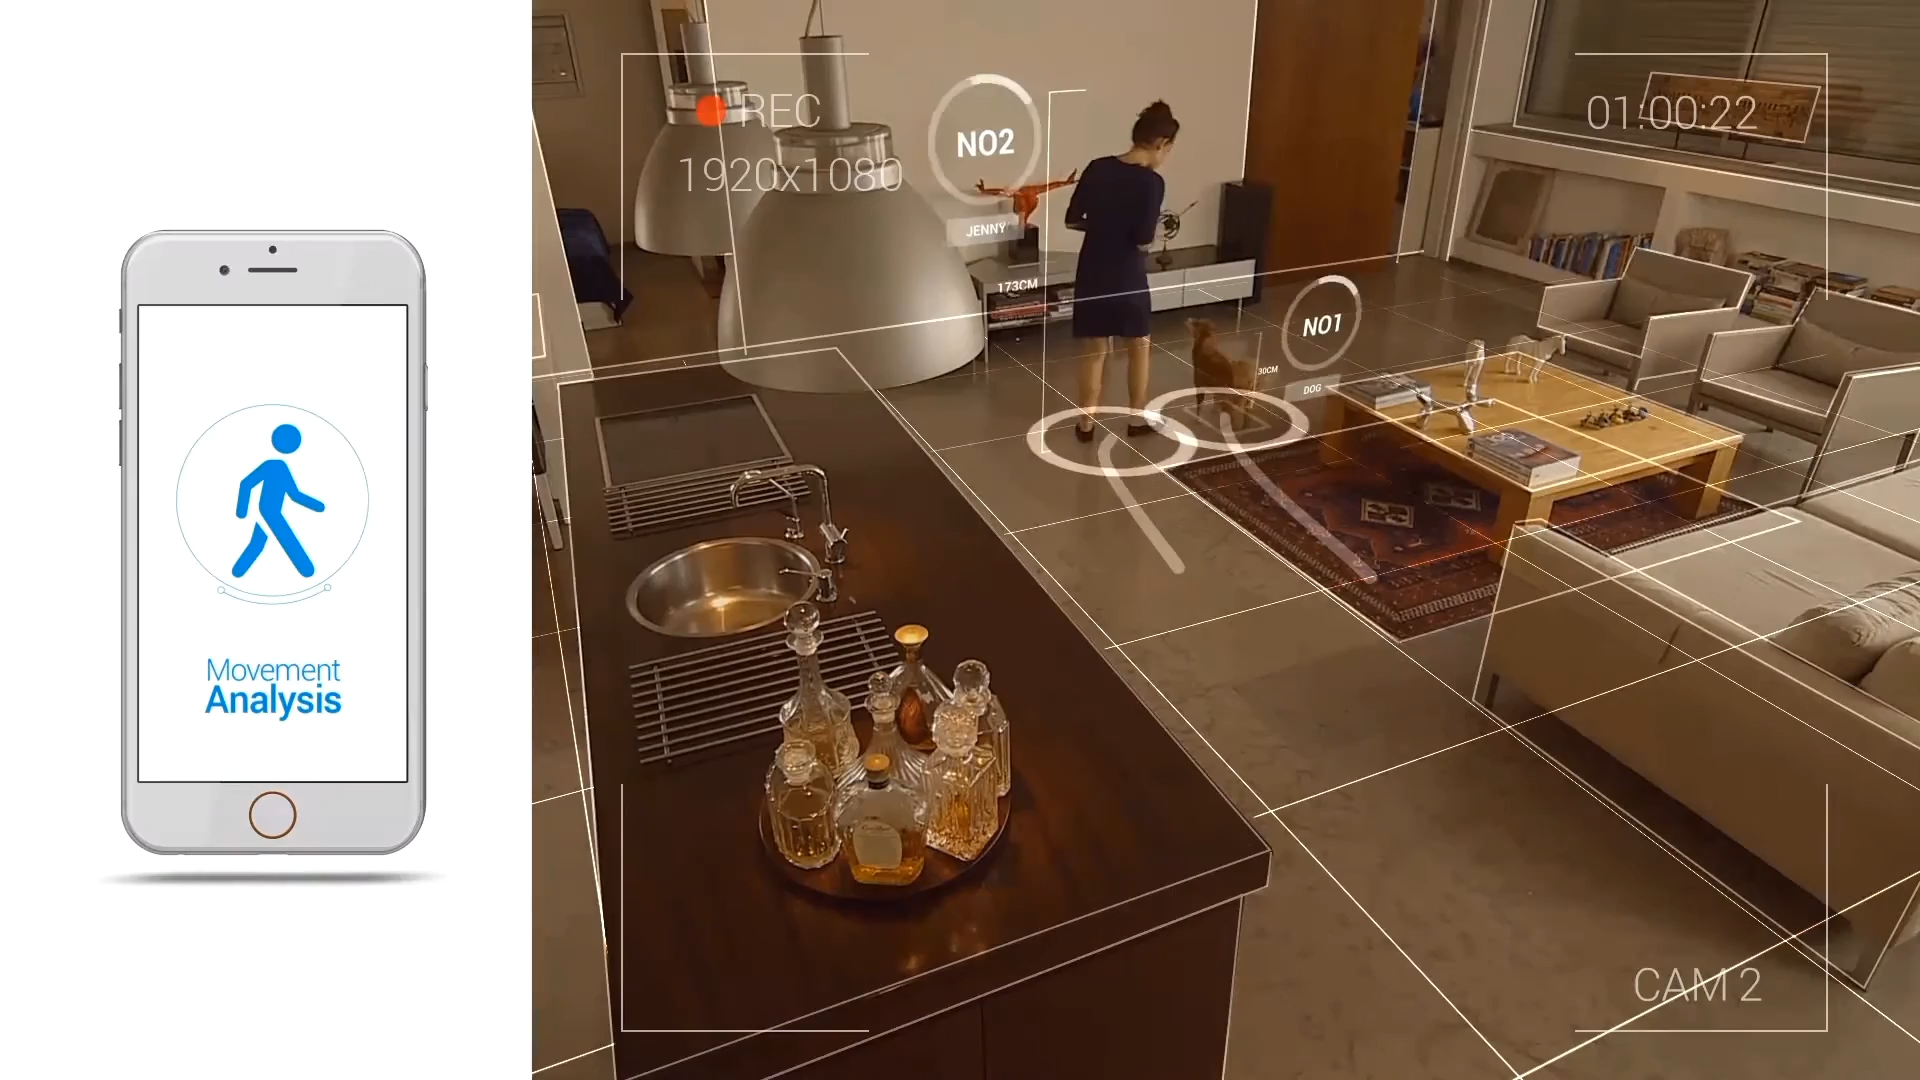 Movement
Analysis
REC
1920x1080
NO2
JENNY
173CM
NO1
30CM
DOG
01:00:22
CAM 2